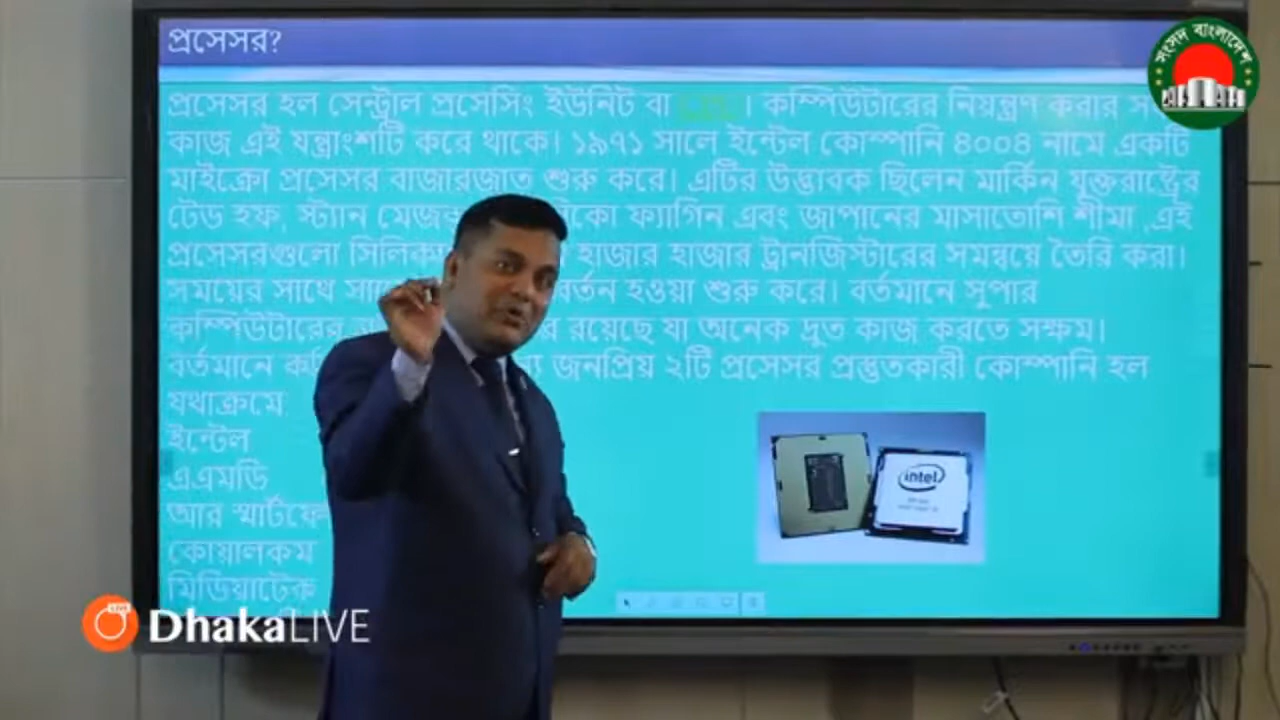 প্রসেসর?
সংসদ বাংলাদেশ
প্রসেসর হল সেন্ট্রাল প্রসেসিং ইউনিট বা । কম্পিউটারের নিয়ন্ত্রণ করার
কাজ এই যন্ত্রাংশটি করে থাকে। ১৯৭১ সালে ইন্টেল কোম্পানি ৪০০৪ নামে একটি
মাইক্রো প্রসেসর বাজারজাত শুরু করে। এটির উদ্ভাবক ছিলেন মার্কিন যুক্তরাষ্ট্রের
টেড হফ, স্ট্যান ফ্যাগিন এবং জাপানের মাসাতোশি শীমা ,এই
প্রসেসরগুলো হাজার হাজার ট্রানজিস্টারের সমন্বয়ে তৈরি করা।
সময়ের সাথে হওয়া শুরু করে। বর্তমানে সুপার
কম্পিউটারের রয়েছে যা অনেক দ্রুত কাজ করতে সক্ষম।
বর্তমানে জনপ্রিয় ২টি প্রসেসর প্রস্তুতকারী কোম্পানি হল
যথাক্রমে
ইন্টেল
এএমডি
আর
কোয়ালকম
মিডিয়াটেক
intel
LIVE
DhakaLIVE